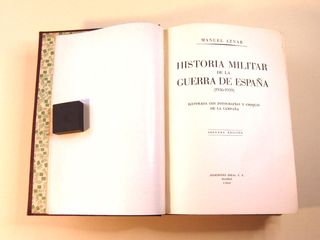 MANUEL AZNAR
HISTORIA MILITAR
DE LA
GUERRA DE ESPAÑA
(1936-1939)
ILUSTRADA CON FOTOGRAFIAS Y CROQUIS
DE LA CAMPAÑA
SEGUNDA EDICIÓN
EDICIONES IDEA, S. A.
MADRID